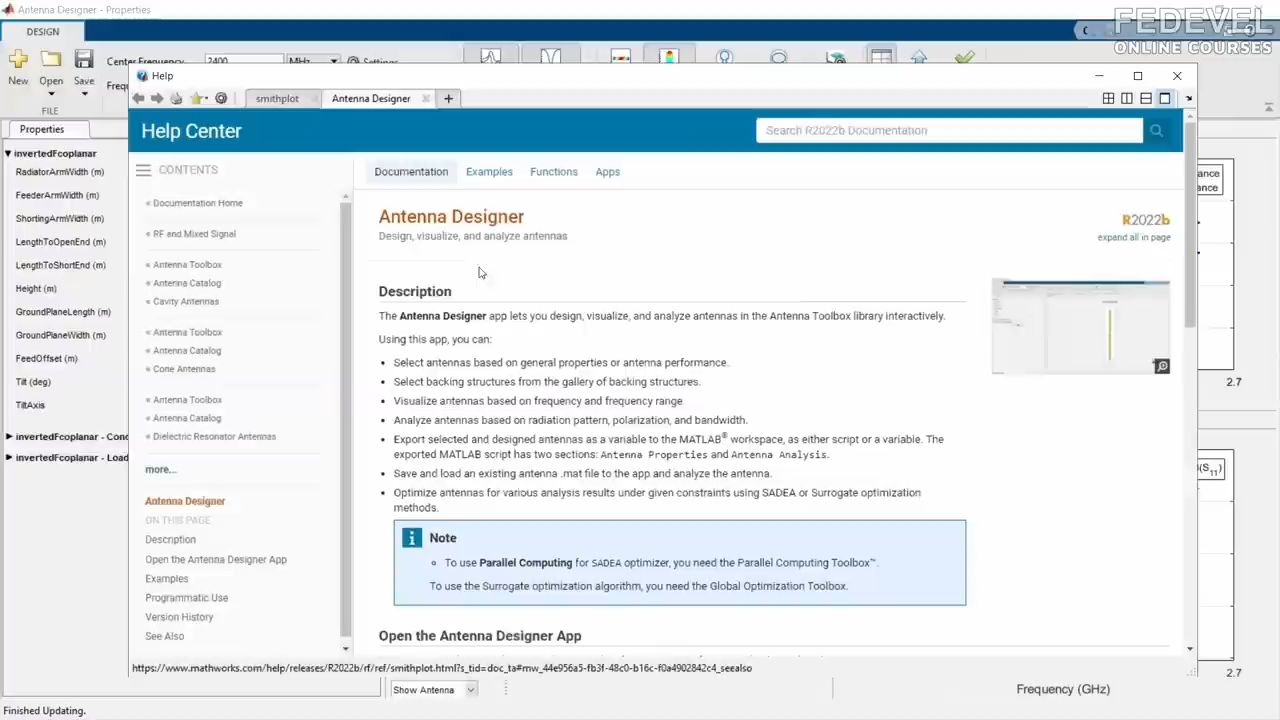 Antenna Designer - Properties
FEDEVEL
ONLINE COURSES
DESIGN
New
Open
Save
Center Frequency
2400
MHz
Settings
FILE
Properties
invertedFcoplanar
RadiatorArmWidth (m)
FeederArmWidth (m)
ShortingArmWidth (m)
LengthToOpenEnd (m)
LengthToShortEnd (m)
Height (m)
GroundPlaneLength (m)
GroundPlaneWidth (m)
FeedOffset (m)
Tilt (deg)
TiltAxis
invertedFcoplanar - Cond
invertedFcoplanar - Load
Help
smithplot
Antenna Designer
Help Center
Search R2022b Documentation
CONTENTS
« Documentation Home
« RF and Mixed Signal
« Antenna Toolbox
« Antenna Catalog
« Cavity Antennas
« Antenna Toolbox
« Antenna Catalog
« Cone Antennas
« Antenna Toolbox
« Antenna Catalog
« Dielectric Resonator Antennas
more...
Antenna Designer
ON THIS PAGE
Description
Open the Antenna Designer App
Examples
Programmatic Use
Version History
See Also
Documentation
Examples
Functions
Apps
Antenna Designer
Design, visualize, and analyze antennas
R2022b
expand all in page
Description
The Antenna Designer app lets you design, visualize, and analyze antennas in the Antenna Toolbox library interactively.
Using this app, you can:
• Select antennas based on general properties or antenna performance.
• Select backing structures from the gallery of backing structures.
• Visualize antennas based on frequency and frequency range.
• Analyze antennas based on radiation pattern, polarization, and bandwidth.
• Export selected and designed antennas as a variable to the MATLAB® workspace, as either script or a variable. The
exported MATLAB script has two sections: Antenna Properties and Antenna Analysis.
• Save and load an existing antenna .mat file to the app and analyze the antenna.
• Optimize antennas for various analysis results under given constraints using SADEA or Surrogate optimization
methods.
Note
To use Parallel Computing for SADEA optimizer, you need the Parallel Computing Toolbox™.
To use the Surrogate optimization algorithm, you need the Global Optimization Toolbox.
Open the Antenna Designer App
https://www.mathworks.com/help/releases/R2022b/rf/ref/smithplot.html?s_tid=doc_ta#mw_44e956a5-fb3f-48c0-b16c-f0a4902842c4_seealso
2.7
2.7
Show Antenna
Frequency (GHz)
Finished Updating.